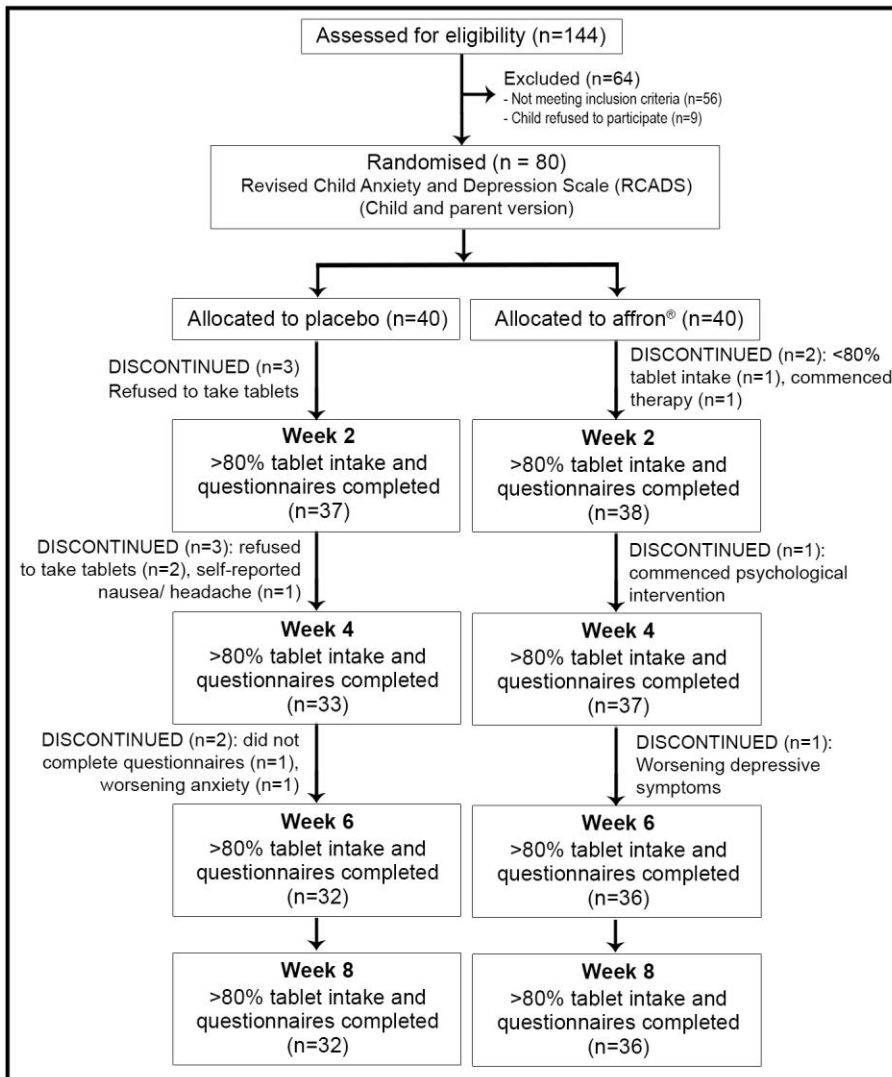 Assessed for eligibility (n=144)
Excluded (n=64)
- Not meeting inclusion criteria (n=56)
- Child refused to participate (n=9)
Randomised (n = 80)
Revised Child Anxiety and Depression Scale (RCADS)
(Child and parent version)
Allocated to placebo (n=40)
Allocated to affron® (n=40)
DISCONTINUED (n=3)
Refused to take tablets
DISCONTINUED (n=2): <80%
tablet intake (n=1), commenced
therapy (n=1)
Week 2
>80% tablet intake and
questionnaires completed
(n=37)
Week 2
>80% tablet intake and
questionnaires completed
(n=38)
DISCONTINUED (n=3): refused
to take tablets (n=2), self-reported
nausea/ headache (n=1)
DISCONTINUED (n=1):
commenced psychological
intervention
Week 4
>80% tablet intake and
questionnaires completed
(n=33)
Week 4
>80% tablet intake and
questionnaires completed
(n=37)
DISCONTINUED (n=2): did not
complete questionnaires (n=1),
worsening anxiety (n=1)
DISCONTINUED (n=1):
Worsening depressive
symptoms
Week 6
>80% tablet intake and
questionnaires completed
(n=32)
Week 6
>80% tablet intake and
questionnaires completed
(n=36)
Week 8
>80% tablet intake and
questionnaires completed
(n=32)
Week 8
>80% tablet intake and
questionnaires completed
(n=36)